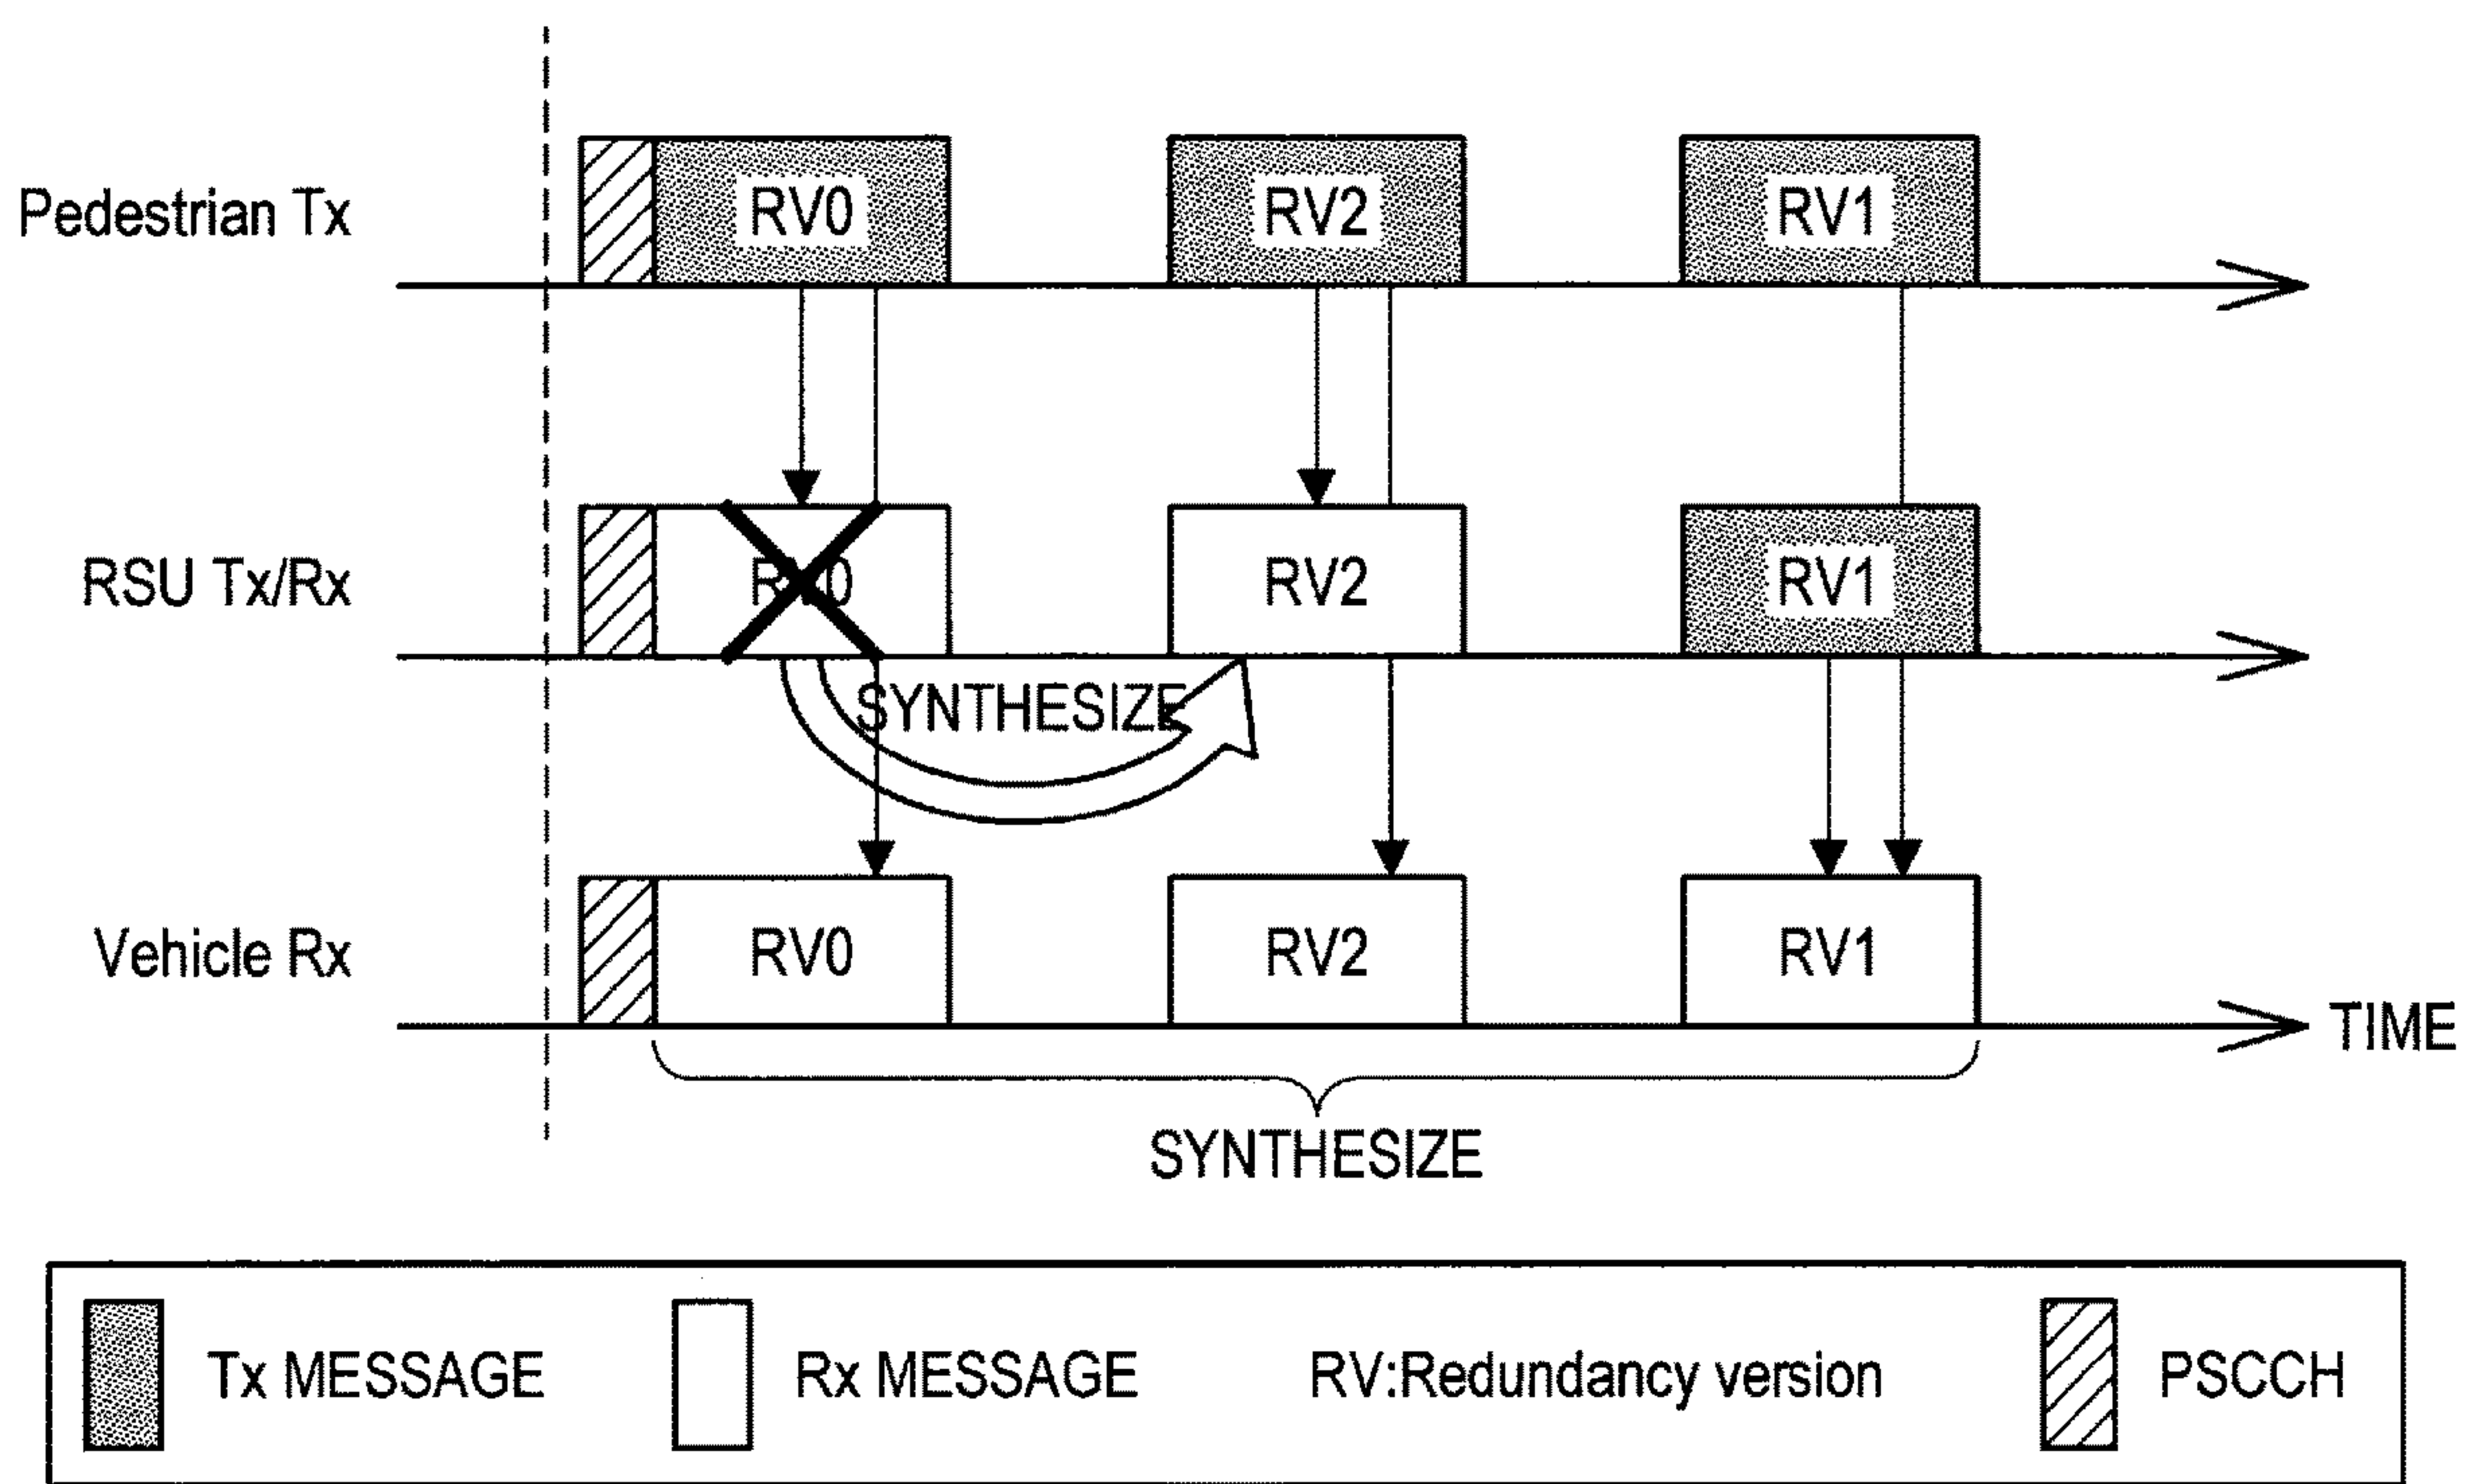 Pedestrian Tx
RV0
RV2
RV1
RSU Tx/Rx
RV0
RV2
RV1
SYNTHESIZE
Vehicle Rx
RV0
RV2
RV1
TIME
SYNTHESIZE
Tx MESSAGE
Rx MESSAGE
RV:Redundancy version
PSCCH